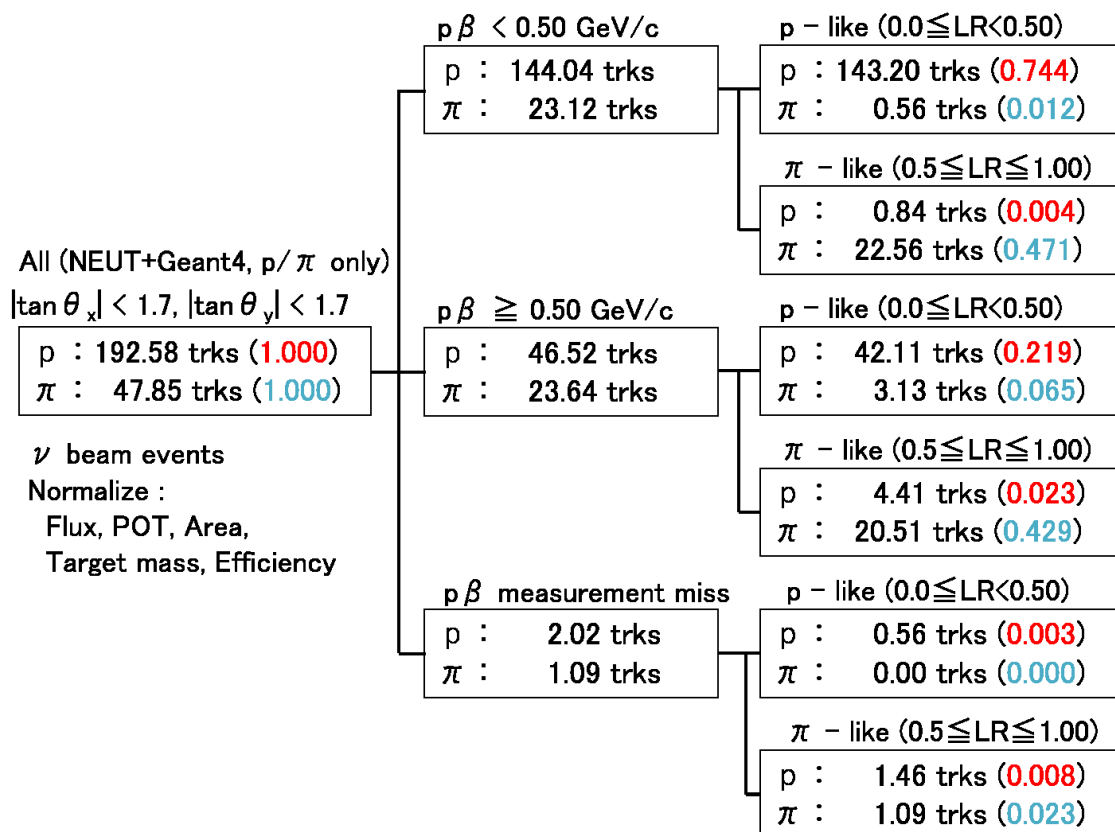 All (NEUT+Geant4, p/π only)
|tan θx| < 1.7, |tan θy| < 1.7
p : 192.58 trks (1.000)
π : 47.85 trks (1.000)
ν beam events
Normalize :
Flux, POT, Area,
Target mass, Efficiency
pβ < 0.50 GeV/c
p : 144.04 trks
π : 23.12 trks
p - like (0.0≦LR<0.50)
p : 143.20 trks (0.744)
π : 0.56 trks (0.012)
π - like (0.5≦LR≦1.00)
p : 0.84 trks (0.004)
π : 22.56 trks (0.471)
pβ ≧ 0.50 GeV/c
p : 46.52 trks
π : 23.64 trks
p - like (0.0≦LR<0.50)
p : 42.11 trks (0.219)
π : 3.13 trks (0.065)
π - like (0.5≦LR≦1.00)
p : 4.41 trks (0.023)
π : 20.51 trks (0.429)
pβ measurement miss
p : 2.02 trks
π : 1.09 trks
p - like (0.0≦LR<0.50)
p : 0.56 trks (0.003)
π : 0.00 trks (0.000)
π - like (0.5≦LR≦1.00)
p : 1.46 trks (0.008)
π : 1.09 trks (0.023)